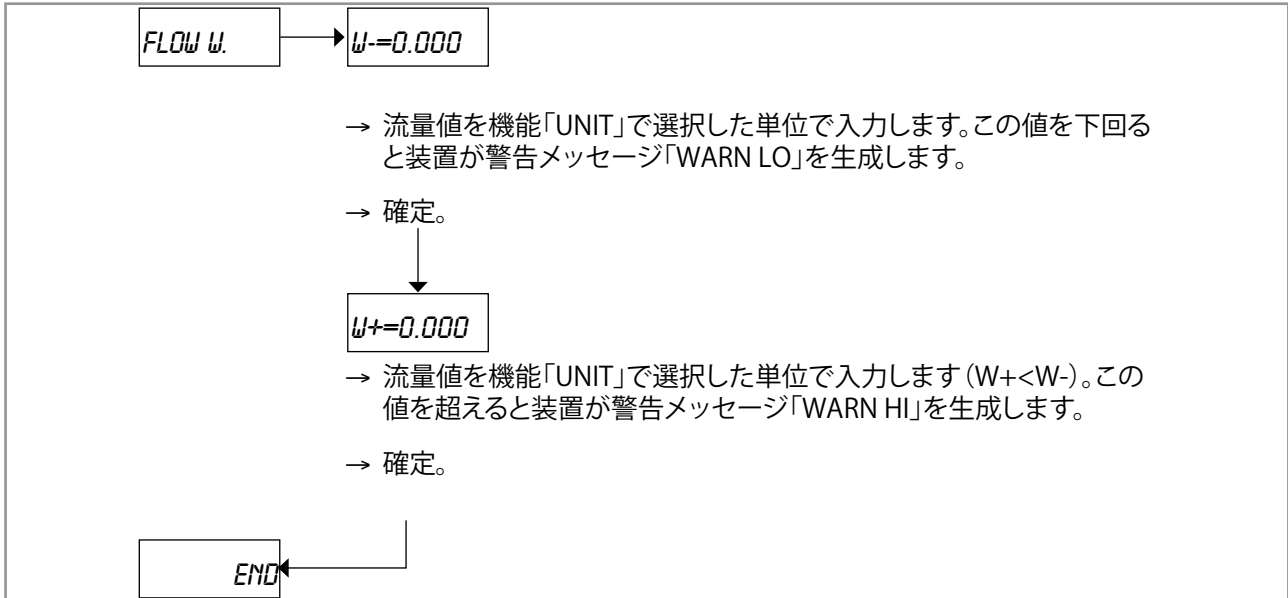 FLOW W.
W-=0.000
→ 流量値を機能「UNIT」で選択した単位で入力します。この値を下回る
と装置が警告メッセージ「WARN LO」を生成します。
→ 確定。
W+=0.000
→ 流量値を機能「UNIT」で選択した単位で入力します（W+<W-）。この
値を超えると装置が警告メッセージ「WARN HI」を生成します。
→ 確定。
END